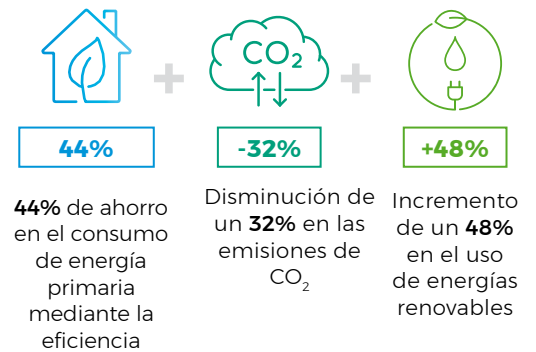 CO₂
44%
-32%
+48%
44% de ahorro
en el consumo
de energía
primaria
mediante la
eficiencia
Disminución de
un 32% en las
emisiones de
CO₂
Incremento
de un 48%
en el uso
de energías
renovables